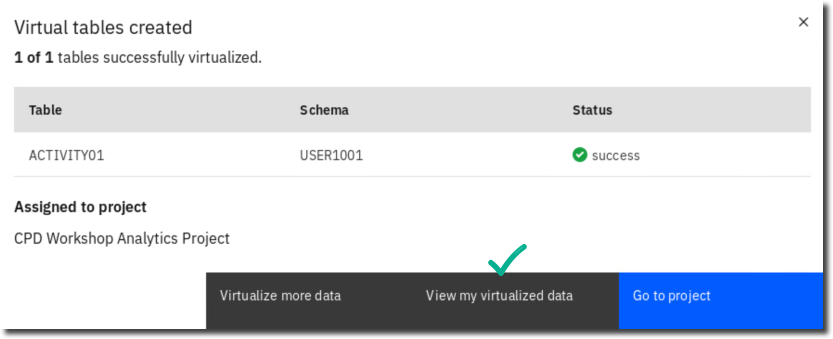 Virtual tables created
1 of 1 tables successfully virtualized.
Table Schema Status
ACTIVITY01 USER1001 success
Assigned to project
CPD Workshop Analytics Project
Virtualize more data View my virtualized data Go to project